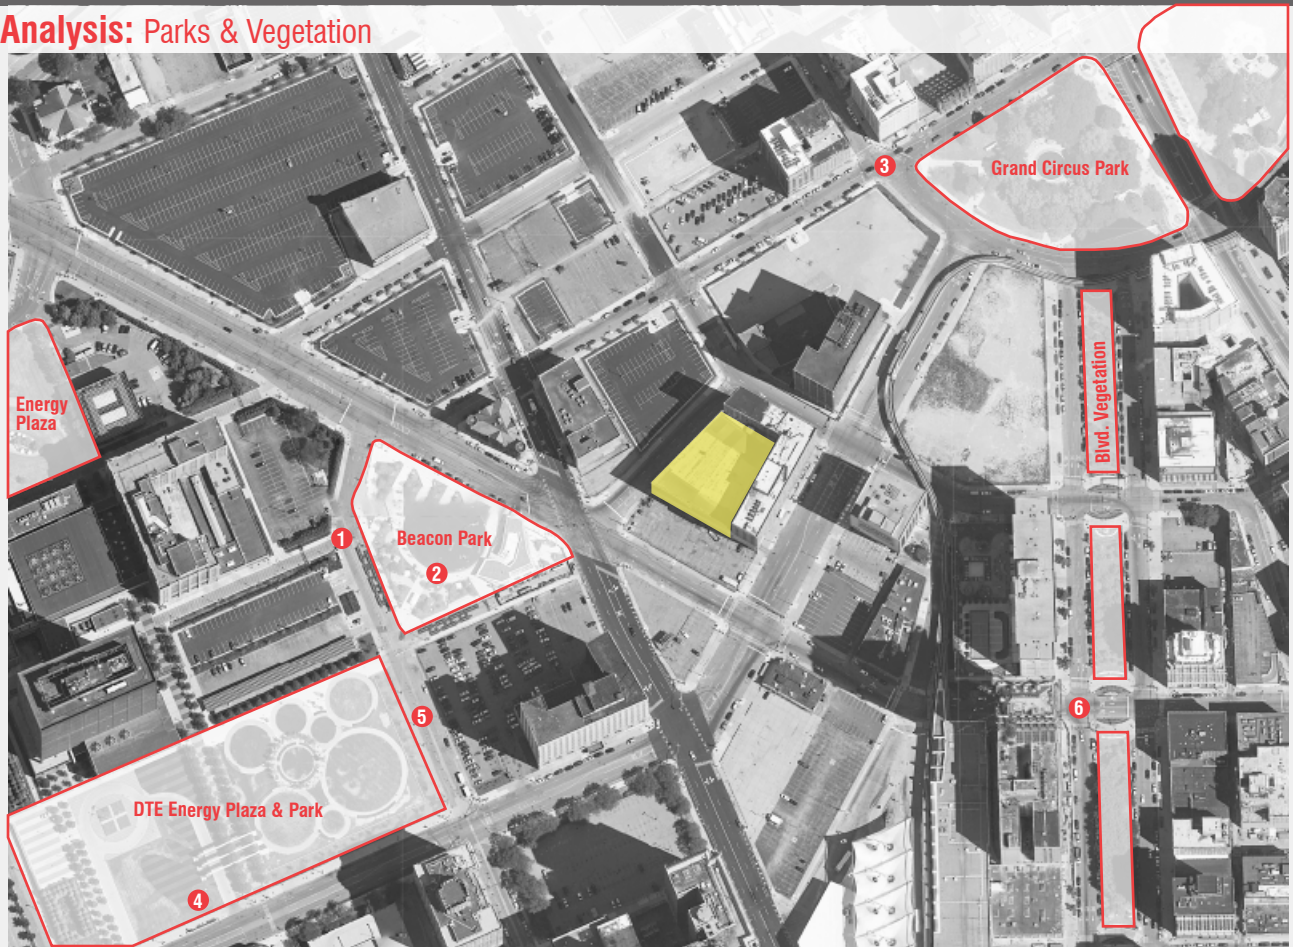 Analysis: Parks & Vegetation
3
Grand Circus Park
Energy
Plaza
Blvd. Vegetation
1
Beacon Park
2
6
5
DTE Energy Plaza & Park
4